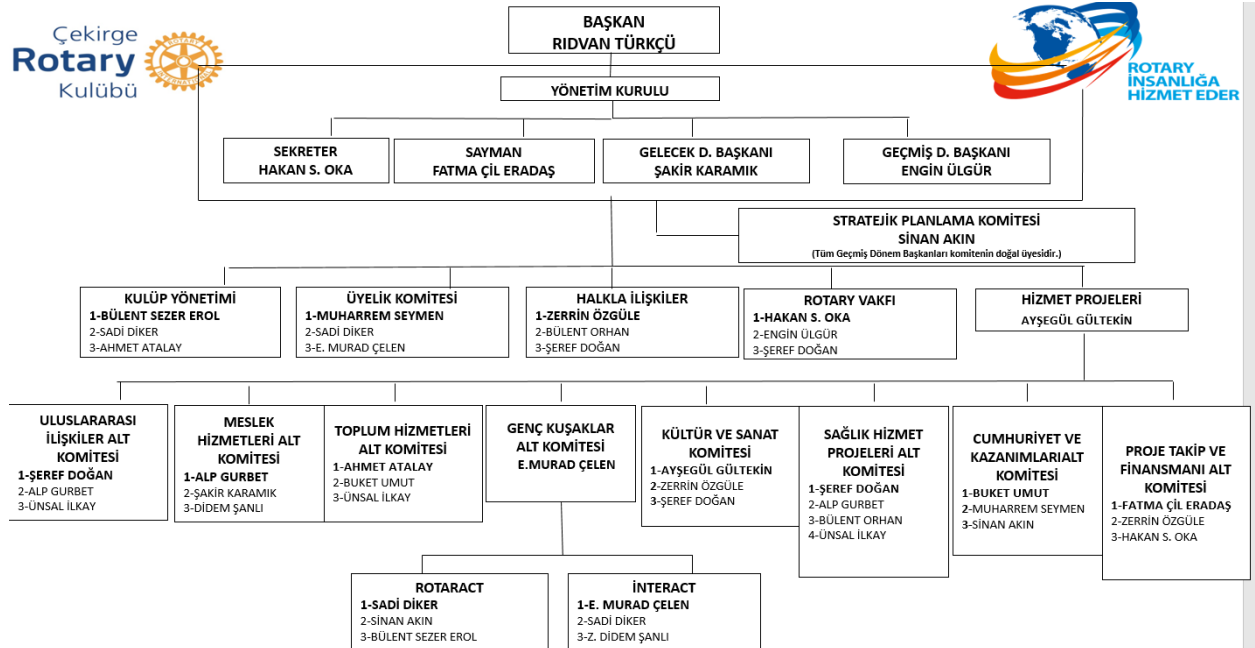 Çekirge
Rotary
Kulübü
ROTARY INTERNATIONAL
BAŞKAN
RIDVAN TÜRKÇÜ
ROTARY
İNSANLIĞA
HİZMET EDER
YÖNETİM KURULU
SEKRETER
HAKAN S. OKA
SAYMAN
FATMA ÇİL ERADAŞ
GELECEK D. BAŞKANI
ŞAKİR KARAMIK
GEÇMİŞ D. BAŞKANI
ENGİN ÜLGÜR
STRATEJİK PLANLAMA KOMİTESİ
SİNAN AKIN
(Tüm Geçmiş Dönem Başkanları komitenin doğal üyesidir.)
KULÜP YÖNETİMİ
1-BÜLENT SEZER EROL
2-SADİ DİKER
3-AHMET ATALAY
ÜYELİK KOMİTESİ
1-MUHARREM SEYMEN
2-SADİ DİKER
3-E. MURAD ÇELEN
HALKLA İLİŞKİLER
1-ZERRİN ÖZGÜLE
2-BÜLENT ORHAN
3-ŞEREF DOĞAN
ROTARY VAKFI
1-HAKAN S. OKA
2-ENGİN ÜLGÜR
3-ŞEREF DOĞAN
HİZMET PROJELERİ
AYŞEGÜL GÜLTEKİN
ULUSLARARASI
İLİŞKİLER ALT
KOMİTESİ
1-ŞEREF DOĞAN
2-ALP GURBET
3-ÜNSAL İLKAY
MESLEK
HİZMETLERİ ALT
KOMİTESİ
1-ALP GURBET
2-ŞAKİR KARAMIK
3-DİDEM ŞANLI
TOPLUM HİZMETLERİ
ALT KOMİTESİ
1-AHMET ATALAY
2-BUKET UMUT
3-ÜNSAL İLKAY
GENÇ KUŞAKLAR
ALT KOMİTESİ
E.MURAD ÇELEN
KÜLTÜR VE SANAT
KOMİTESİ
1-AYŞEGÜL GÜLTEKİN
2-ZERRİN ÖZGÜLE
3-ŞEREF DOĞAN
SAĞLIK HİZMET
PROJELERİ ALT
KOMİTESİ
1-ŞEREF DOĞAN
2-ALP GURBET
3-BÜLENT ORHAN
4-ÜNSAL İLKAY
CUMHURİYET VE
KAZANIMLARIALT
KOMİTESİ
1-BUKET UMUT
2-MUHARREM SEYMEN
3-SİNAN AKIN
PROJE TAKİP VE
FİNANSMANI ALT
KOMİTESİ
1-FATMA ÇİL ERADAŞ
2-ZERRİN ÖZGÜLE
3-HAKAN S. OKA
ROTARACT
1-SADİ DİKER
2-SİNAN AKIN
3-BÜLENT SEZER EROL
İNTERACT
1-E. MURAD ÇELEN
2-SADİ DİKER
3-Z. DİDEM ŞANLI